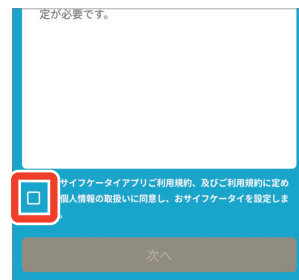 定が必要です。
サイフケータイアプリご利用規約、及びご利用規約に定め
個人情報の取扱いに同意し、おサイフケータイを設定しま
次へ